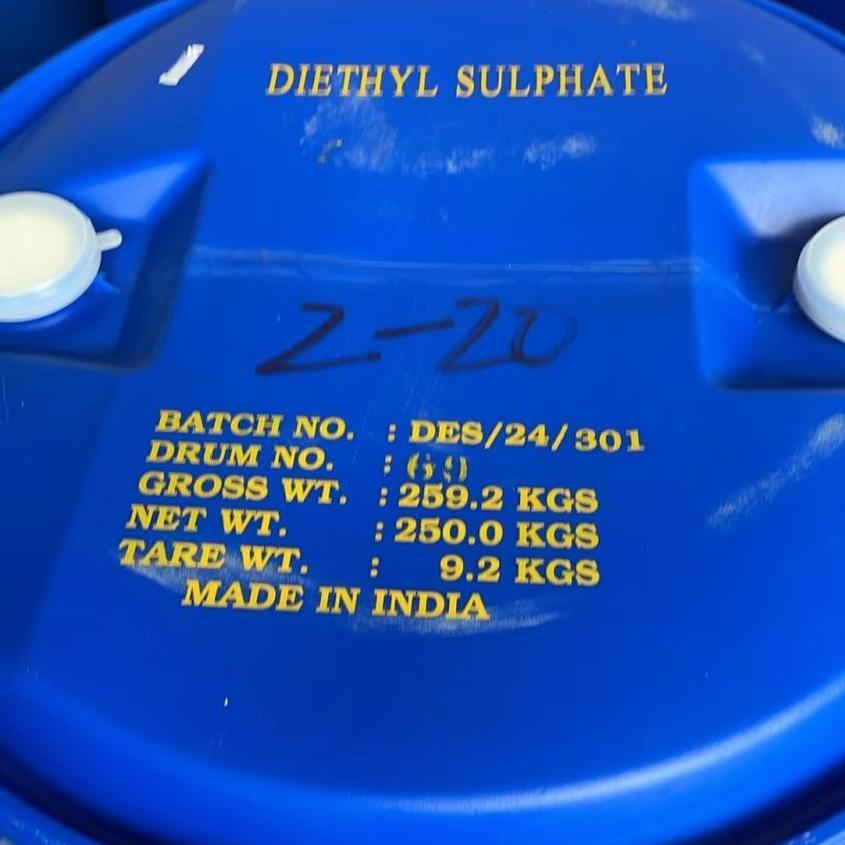 DIETHYL SULPHATE
2-20
BATCH NO. : DES/24/301
DRUM NO. :
GROSS WT. : 259.2 KGS
NET WT. : 250.0 KGS
TARE WT. : 9.2 KGS
MADE IN INDIA